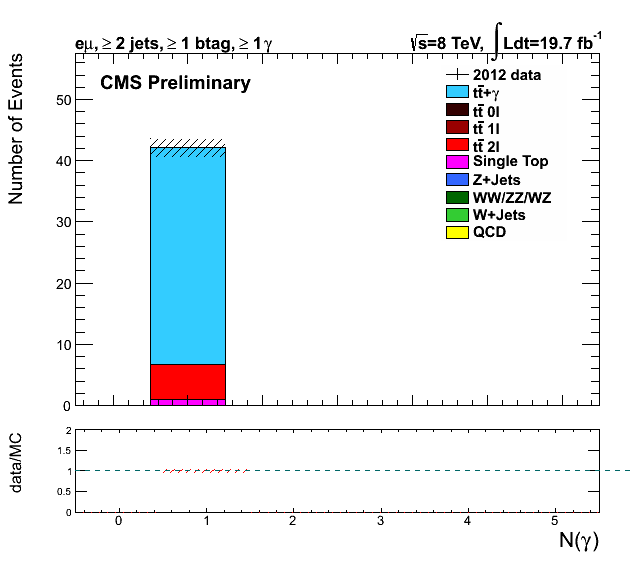 eμ, ≥ 2 jets, ≥ 1 btag, ≥ 1 γ
√s=8 TeV, ∫Ldt=19.7 fb⁻¹
CMS Preliminary
2012 data
tt̄+γ
tt̄ 0l
tt̄ 1l
tt̄ 2l
Single Top
Z+Jets
WW/ZZ/WZ
W+Jets
QCD
Number of Events
50
40
30
20
10
0
data/MC
2
1.5
1
0.5
0
0 1 2 3 4 5
N(γ)